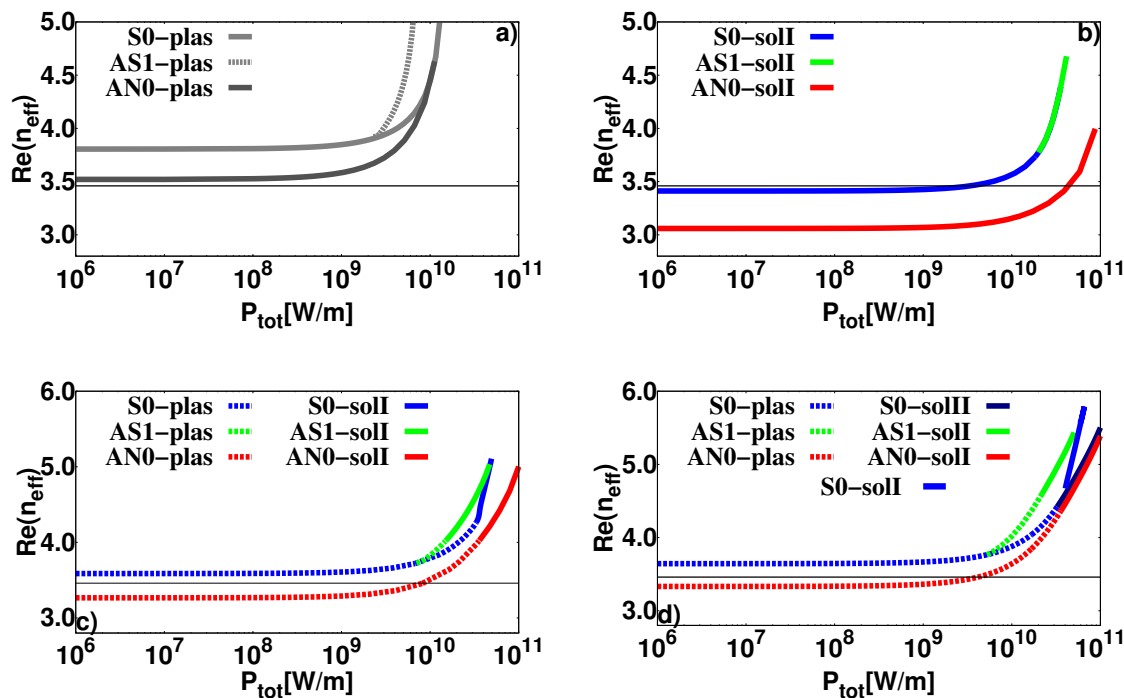 a)
S0−plas
AS1−plas
AN0−plas
Re(n_eff)
5.0
4.5
4.0
3.5
3.0
10^6 10^7 10^8 10^9 10^10 10^11
P_tot[W/m]
b)
S0−solI
AS1−solI
AN0−solI
Re(n_eff)
5.0
4.5
4.0
3.5
3.0
10^6 10^7 10^8 10^9 10^10 10^11
P_tot[W/m]
c)
S0−plas S0−solI
AS1−plas AS1−solI
AN0−plas AN0−solI
Re(n_eff)
6.0
5.0
4.0
3.0
10^6 10^7 10^8 10^9 10^10 10^11
P_tot[W/m]
d)
S0−plas S0−solII
AS1−plas AS1−solI
AN0−plas AN0−solI
S0−solI
Re(n_eff)
6.0
5.0
4.0
3.0
10^6 10^7 10^8 10^9 10^10 10^11
P_tot[W/m]